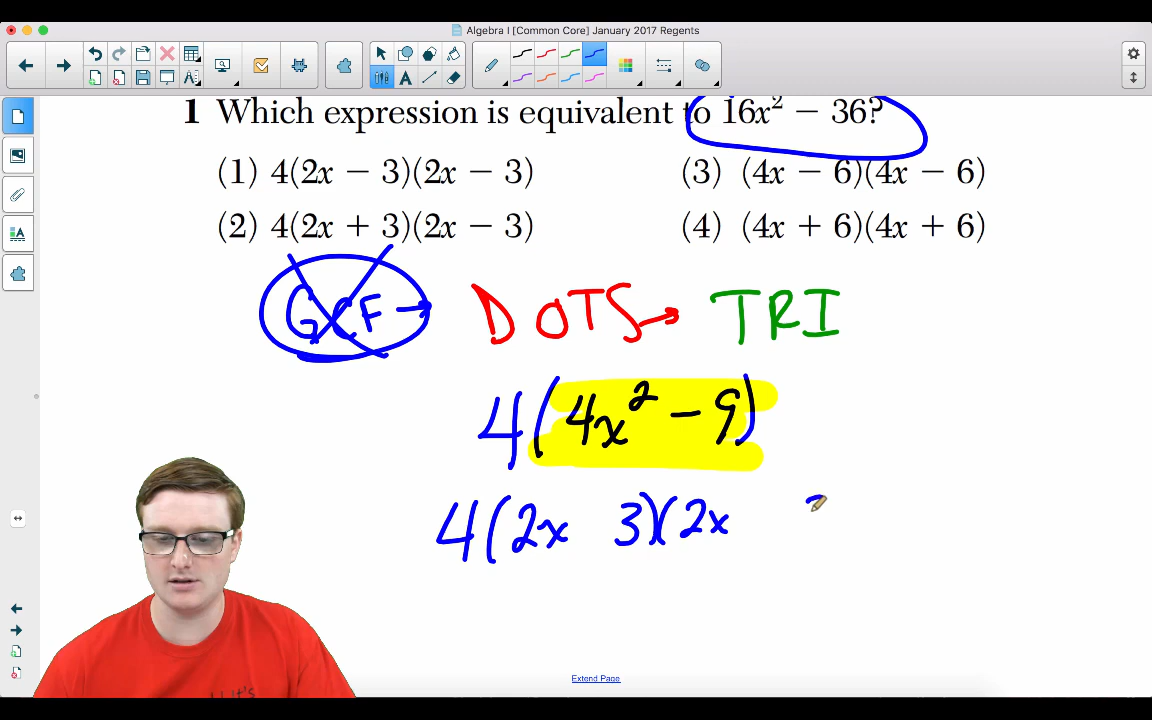 Algebra I [Common Core] January 2017 Regents
1 Which expression is equivalent to 16x² − 36?
(1) 4(2x − 3)(2x − 3) (3) (4x − 6)(4x − 6)
(2) 4(2x + 3)(2x − 3) (4) (4x + 6)(4x + 6)
GCF → DOTS → TRI
4(4x² − 9)
4(2x 3)(2x
Extend Page